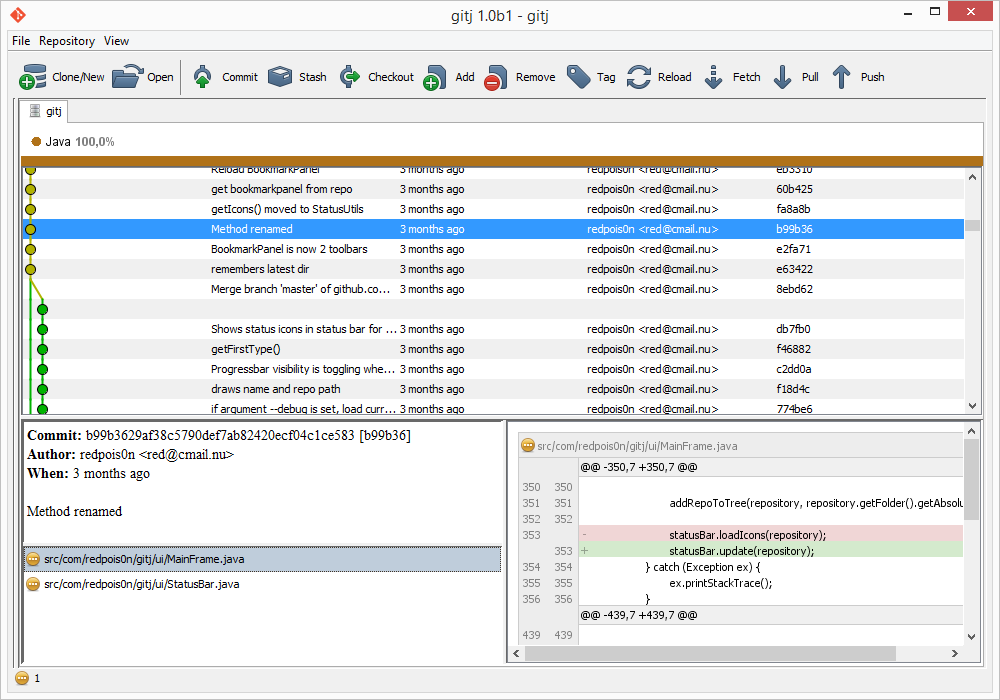 gitj 1.0b1 - gitj
File Repository View
Clone/New Open Commit Stash Checkout Add Remove Tag Reload Fetch Pull Push
gitj
Java 100,0%
Reload BookmarkPanel 3 months ago redpois0n <red@cmail.nu> eb3310
get bookmarkpanel from repo 3 months ago redpois0n <red@cmail.nu> 60b425
getIcons() moved to StatusUtils 3 months ago redpois0n <red@cmail.nu> fa8a8b
Method renamed 3 months ago redpois0n <red@cmail.nu> b99b36
BookmarkPanel is now 2 toolbars 3 months ago redpois0n <red@cmail.nu> e2fa71
remembers latest dir 3 months ago redpois0n <red@cmail.nu> e63422
Merge branch 'master' of github.co... 3 months ago redpois0n <red@cmail.nu> 8ebd62
Shows status icons in status bar for ... 3 months ago redpois0n <red@cmail.nu> db7fb0
getFirstType() 3 months ago redpois0n <red@cmail.nu> f46882
Progressbar visibility is toggling whe... 3 months ago redpois0n <red@cmail.nu> c2dd0a
draws name and repo path 3 months ago redpois0n <red@cmail.nu> f18d4c
if argument --debug is set, load curr... 3 months ago redpois0n <red@cmail.nu> 774be6
Commit: b99b3629af38c5790def7ab82420ecf04c1ce583 [b99b36]
Author: redpois0n <red@cmail.nu>
When: 3 months ago
Method renamed
src/com/redpois0n/gitj/ui/MainFrame.java
src/com/redpois0n/gitj/ui/StatusBar.java
src/com/redpois0n/gitj/ui/MainFrame.java
@@ -350,7 +350,7 @@
350 350
351 351 addRepoToTree(repository, repository.getFolder().getAbsolu
352 352
353 - statusBar.loadIcons(repository);
353 + statusBar.update(repository);
354 354 } catch (Exception ex) {
355 355 ex.printStackTrace();
356 356 }
@@ -439,7 +439,7 @@
439 439
1